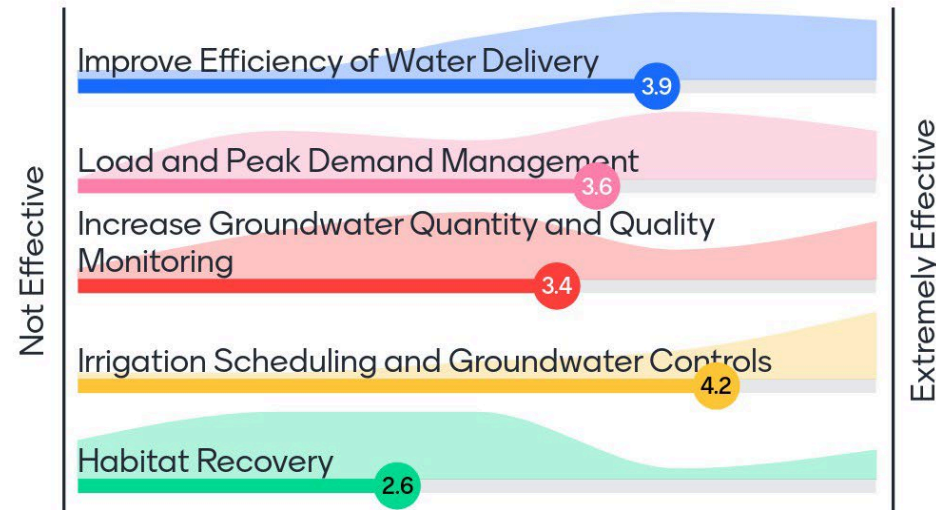 Not Effective
Improve Efficiency of Water Delivery
3.9
Load and Peak Demand Management
3.6
Increase Groundwater Quantity and Quality
Monitoring
3.4
Irrigation Scheduling and Groundwater Controls
4.2
Habitat Recovery
2.6
Extremely Effective